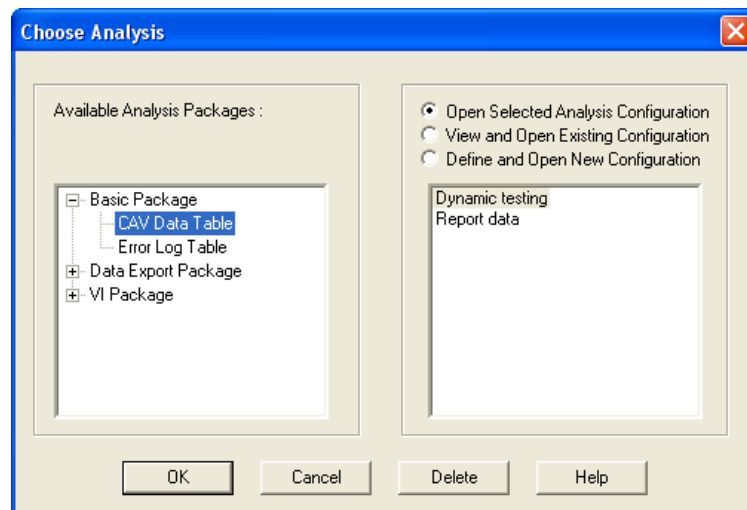 Choose Analysis
Available Analysis Packages :
Basic Package
CAV Data Table
Error Log Table
Data Export Package
VI Package
Open Selected Analysis Configuration
View and Open Existing Configuration
Define and Open New Configuration
Dynamic testing
Report data
OK
Cancel
Delete
Help